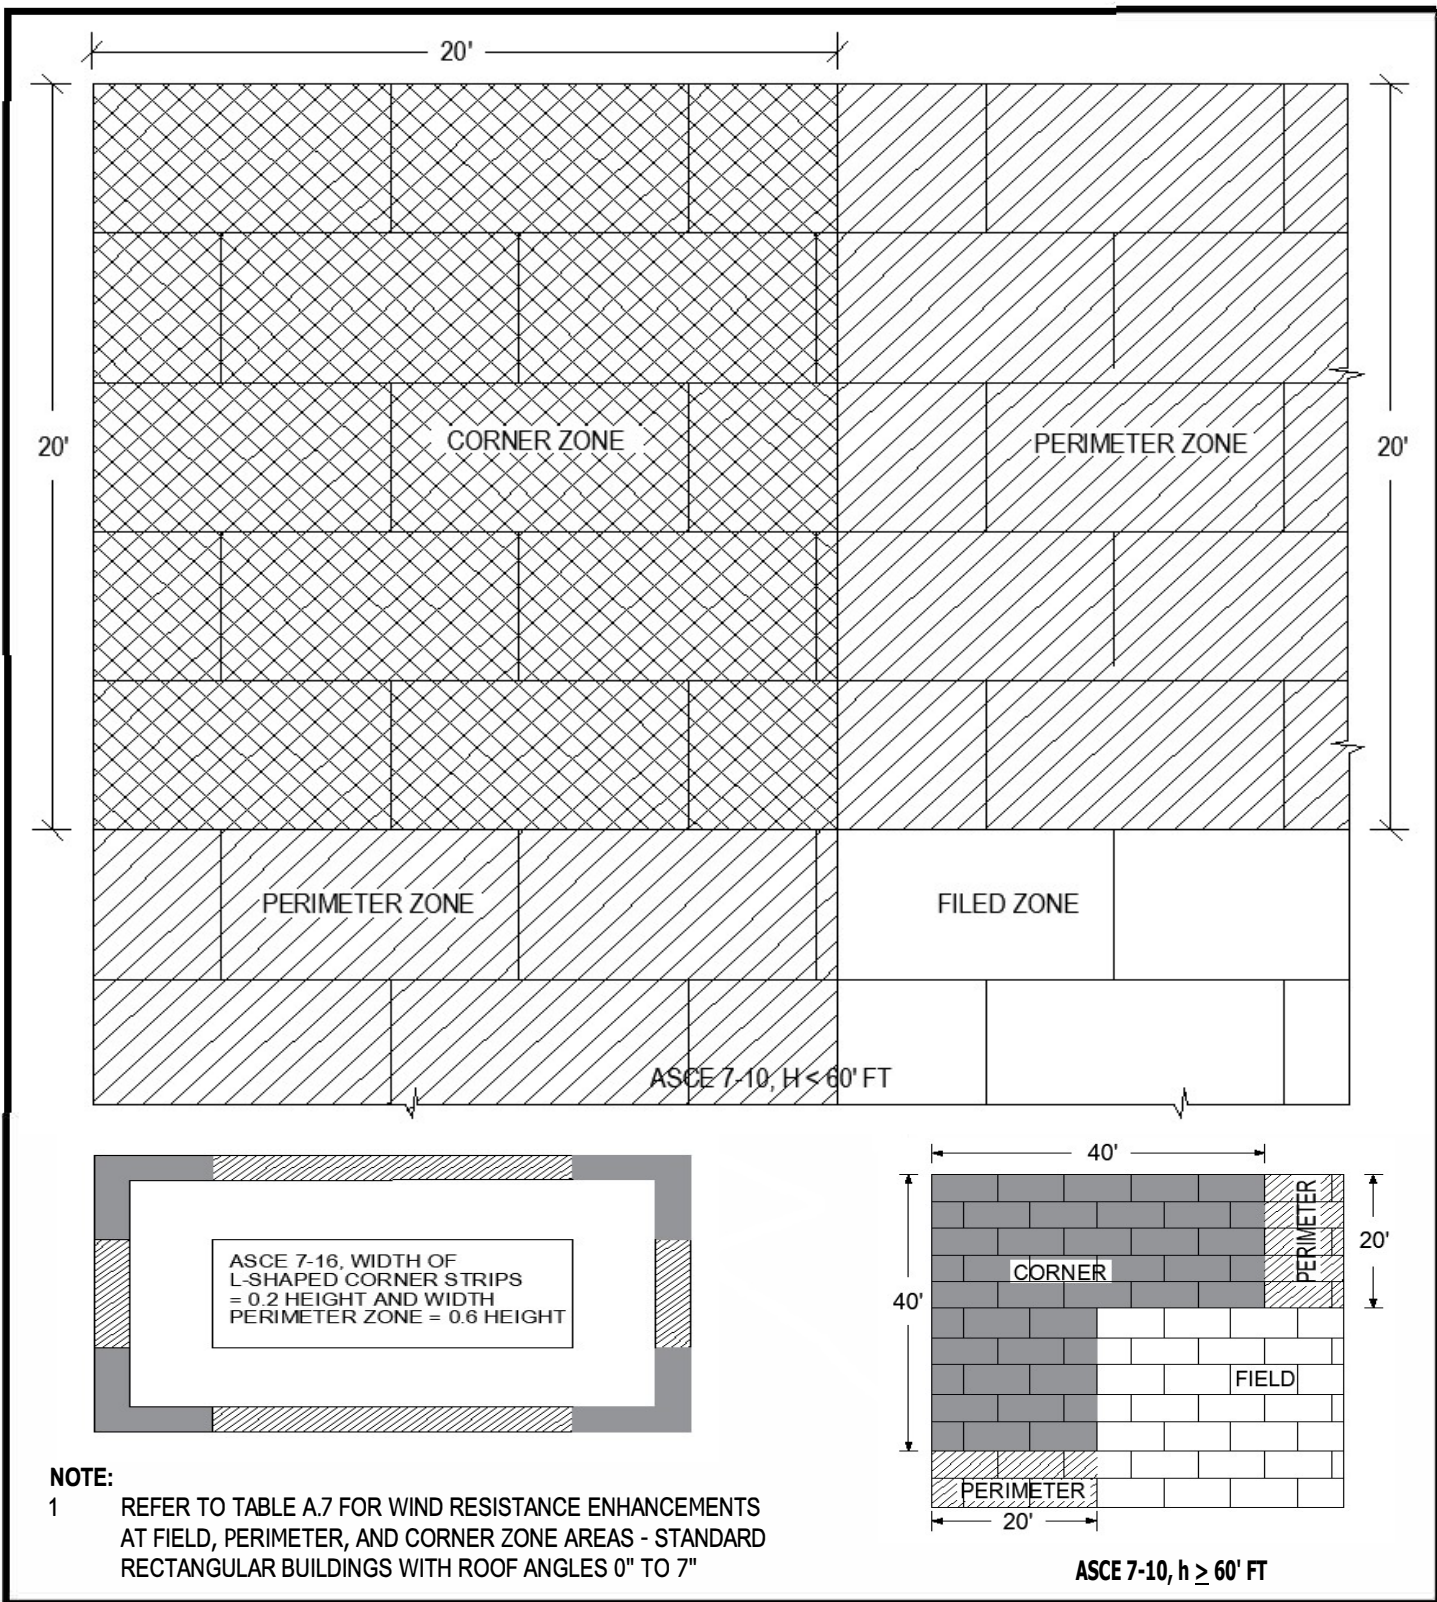 20'
20'
CORNER ZONE
PERIMETER ZONE
20'
PERIMETER ZONE
FILED ZONE
ASCE 7-10, H < 60' FT
ASCE 7-16, WIDTH OF
L-SHAPED CORNER STRIPS
= 0.2 HEIGHT AND WIDTH
PERIMETER ZONE = 0.6 HEIGHT
40'
PERIMETER
20'
CORNER
40'
FIELD
PERIMETER
20'
ASCE 7-10, h ≥ 60' FT
NOTE:
1 REFER TO TABLE A.7 FOR WIND RESISTANCE ENHANCEMENTS
AT FIELD, PERIMETER, AND CORNER ZONE AREAS - STANDARD
RECTANGULAR BUILDINGS WITH ROOF ANGLES 0" TO 7"